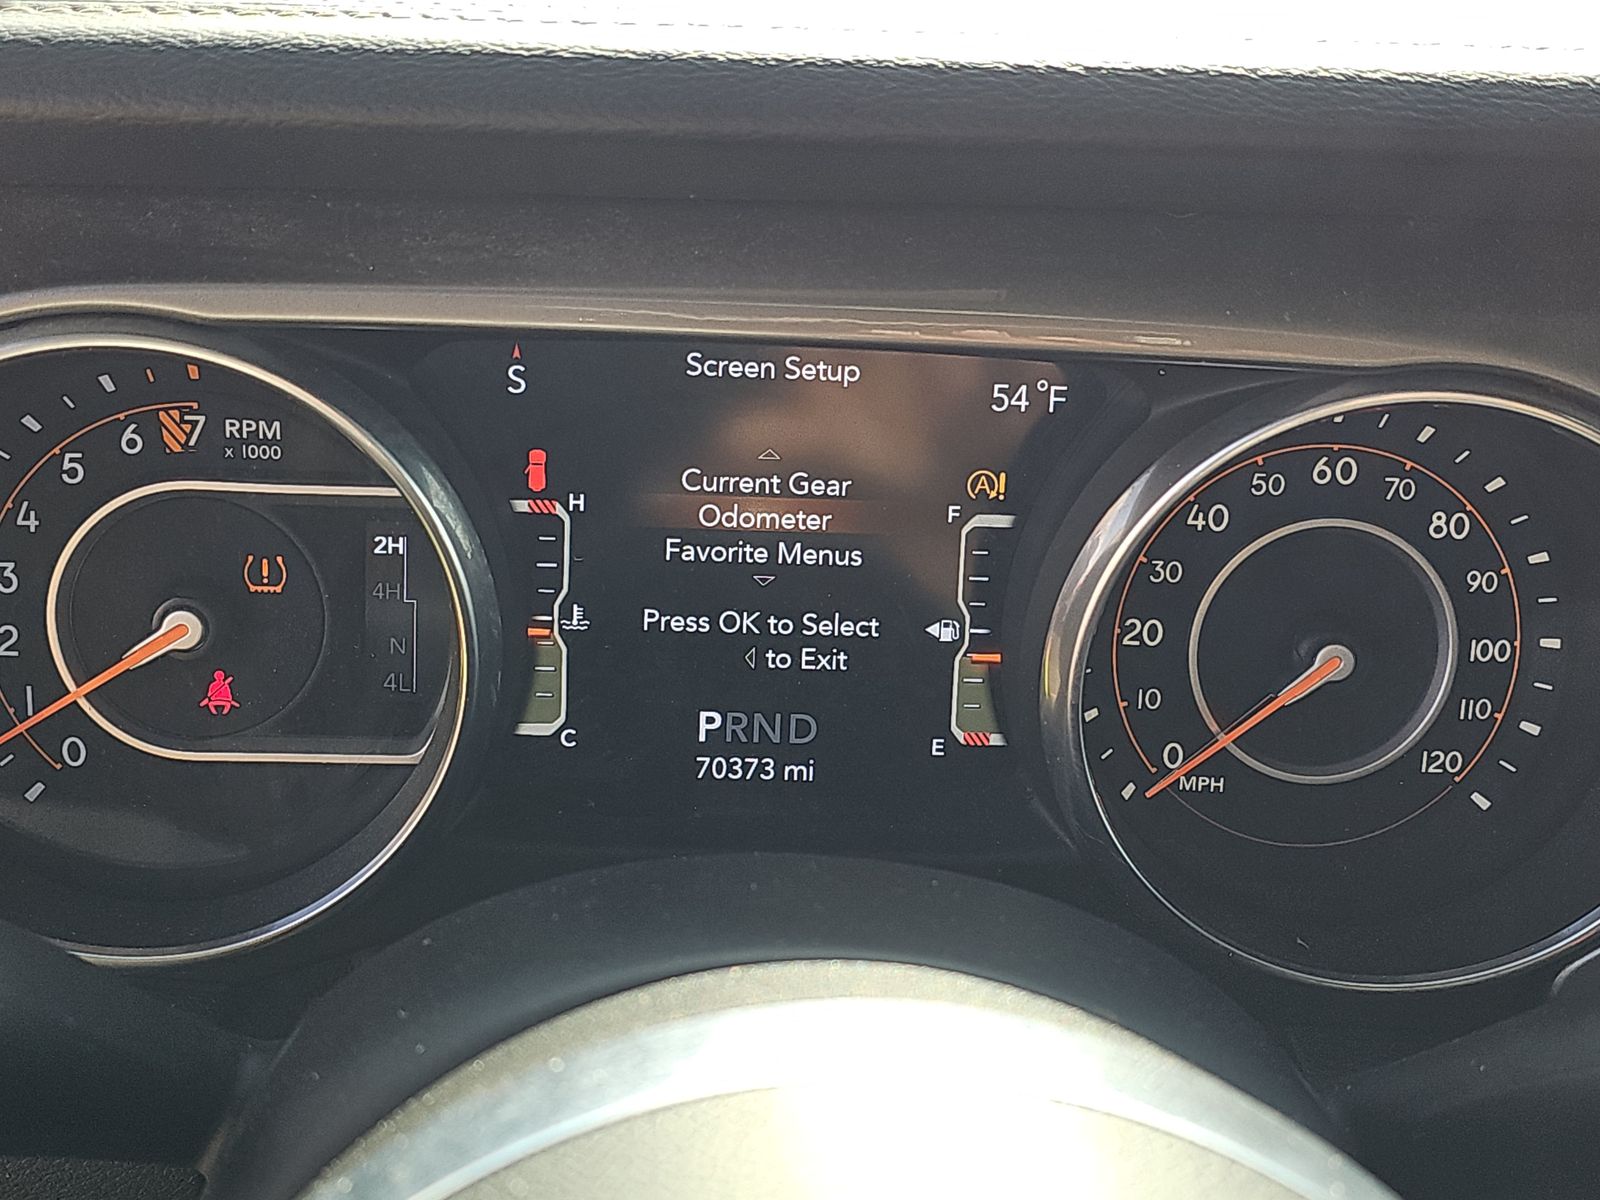 Screen Setup
S
54°F
Current Gear
Odometer
Favorite Menus
Press OK to Select
to Exit
PRND
70373 mi
H
C
F
E
A!
RPM
x 1000
0
1
2
3
4
5
6
7
2H
4H
N
4L
0
10
20
30
40
50
60
70
80
90
100
110
120
MPH